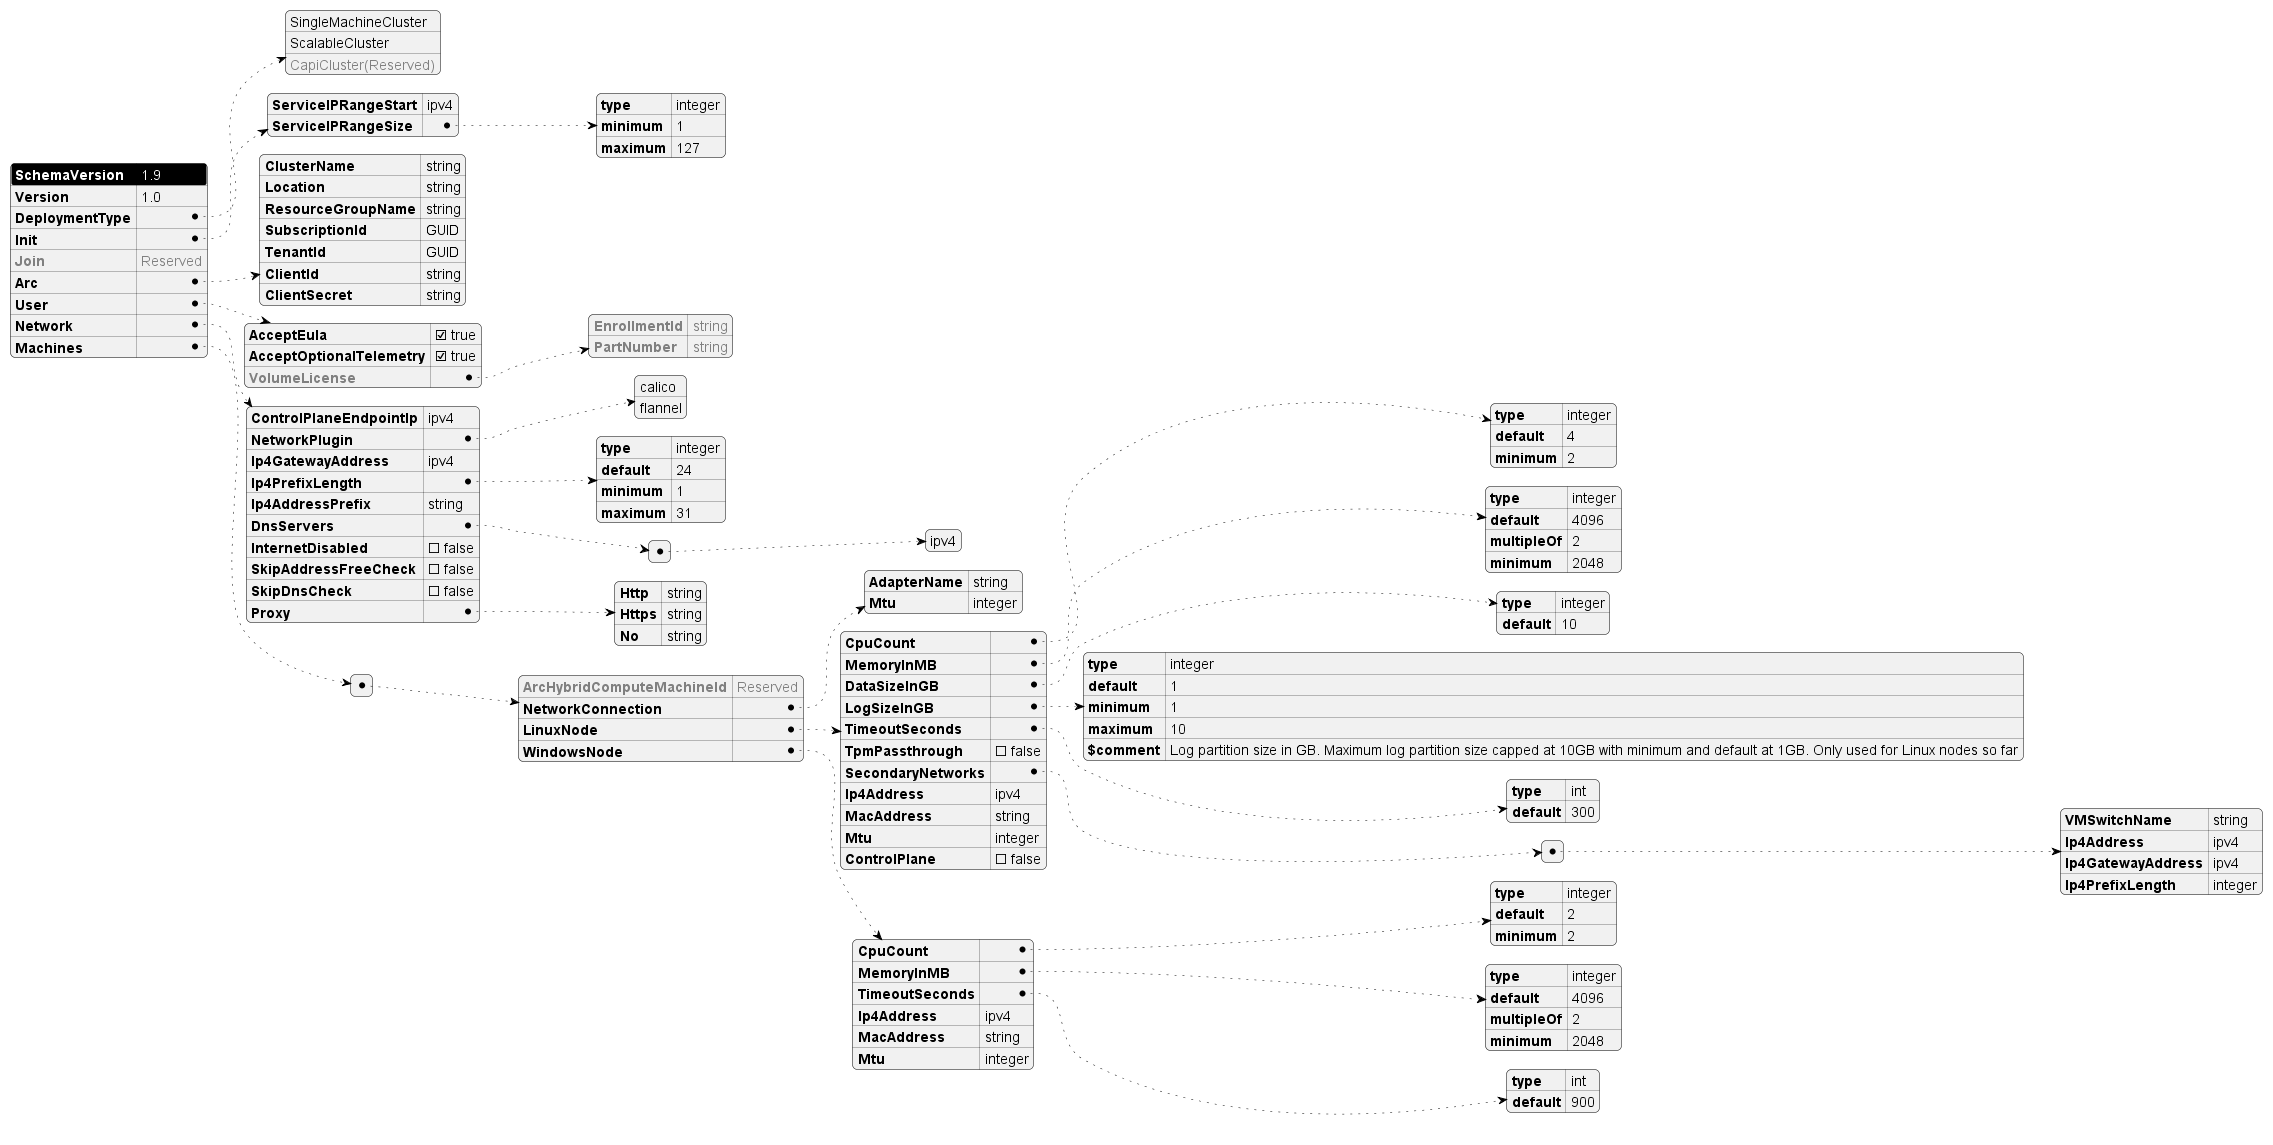 SingleMachineCluster
ScalableCluster
CapiCluster(Reserved)
ServiceIPRangeStart ipv4
ServiceIPRangeSize
type integer
minimum 1
maximum 127
SchemaVersion 1.9
Version 1.0
DeploymentType
Init
Join Reserved
Arc
User
Network
Machines
ClusterName string
Location string
ResourceGroupName string
SubscriptionId GUID
TenantId GUID
ClientId string
ClientSecret string
AcceptEula ☑ true
AcceptOptionalTelemetry ☑ true
VolumeLicense
EnrollmentId string
PartNumber string
ControlPlaneEndpointIp ipv4
NetworkPlugin
Ip4GatewayAddress ipv4
Ip4PrefixLength
Ip4AddressPrefix string
DnsServers
InternetDisabled ☐ false
SkipAddressFreeCheck ☐ false
SkipDnsCheck ☐ false
Proxy
calico
flannel
type integer
default 24
minimum 1
maximum 31
ipv4
Http string
Https string
No string
ArcHybridComputeMachineId Reserved
NetworkConnection
LinuxNode
WindowsNode
AdapterName string
Mtu integer
CpuCount
MemoryInMB
DataSizeInGB
LogSizeInGB
TimeoutSeconds
TpmPassthrough ☐ false
SecondaryNetworks
Ip4Address ipv4
MacAddress string
Mtu integer
ControlPlane ☐ false
type integer
default 4
minimum 2
type integer
default 4096
multipleOf 2
minimum 2048
type integer
default 10
type integer
default 1
minimum 1
maximum 10
$comment Log partition size in GB. Maximum log partition size capped at 10GB with minimum and default at 1GB. Only used for Linux nodes so far
type int
default 300
VMSwitchName string
Ip4Address ipv4
Ip4GatewayAddress ipv4
Ip4PrefixLength integer
CpuCount
MemoryInMB
TimeoutSeconds
Ip4Address ipv4
MacAddress string
Mtu integer
type integer
default 2
minimum 2
type integer
default 4096
multipleOf 2
minimum 2048
type int
default 900